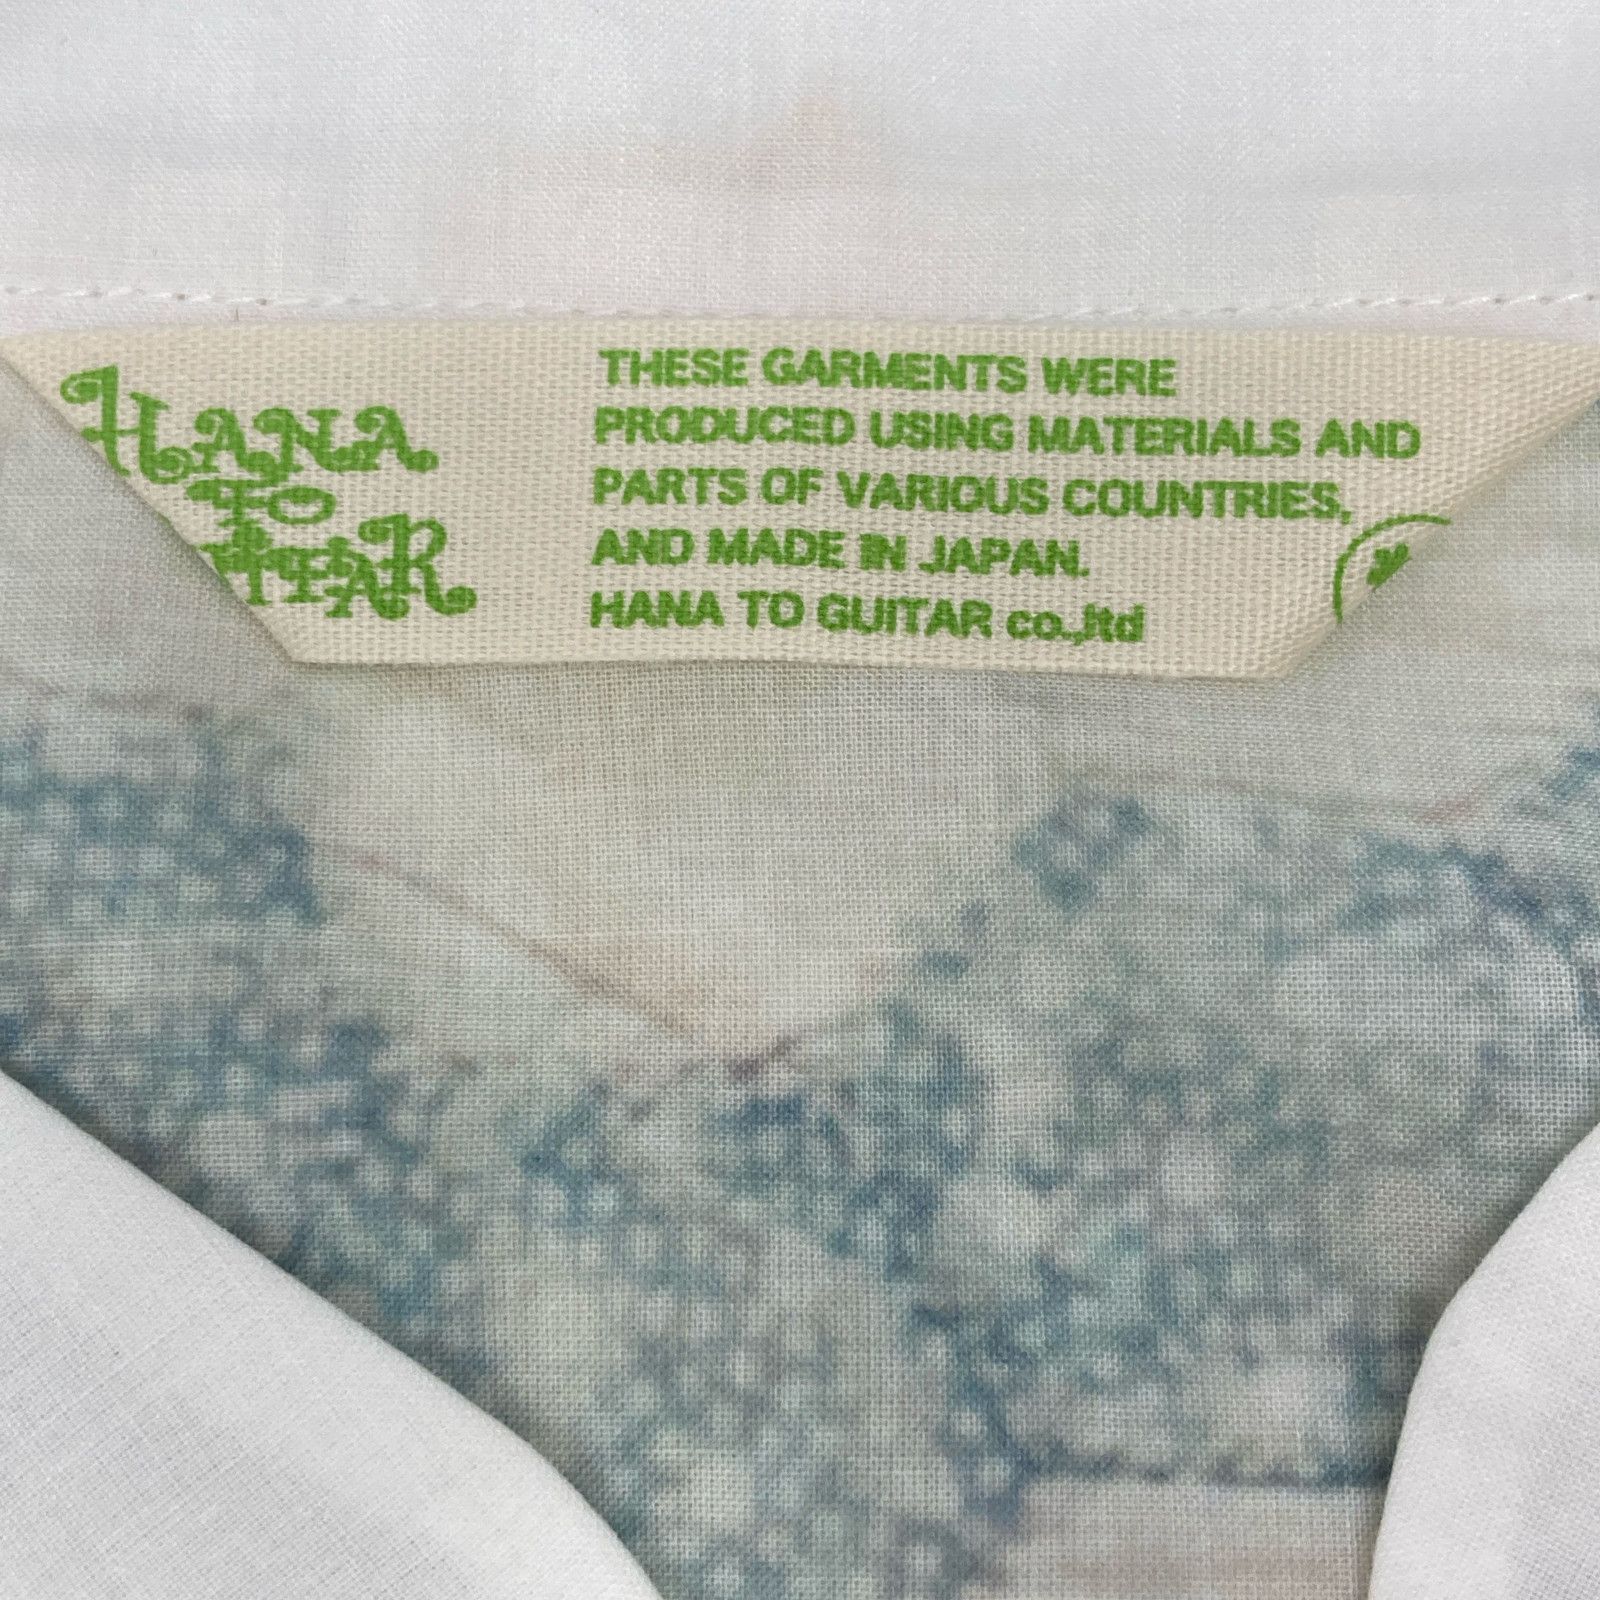 HANA
TO
GUITAR
THESE GARMENTS WERE
PRODUCED USING MATERIALS AND
PARTS OF VARIOUS COUNTRIES,
AND MADE IN JAPAN.
HANA TO GUITAR co.,ltd